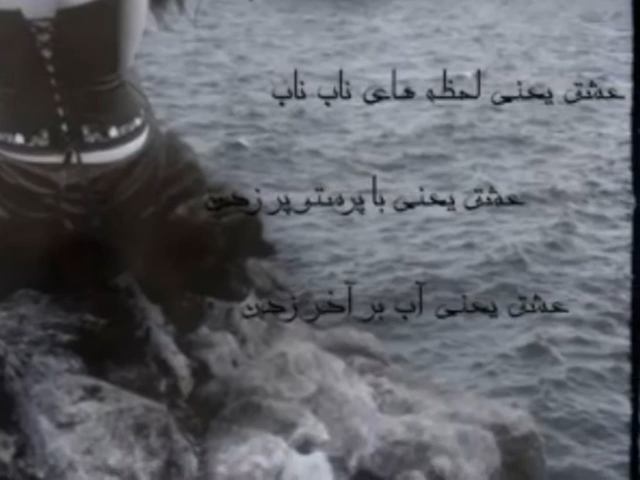 عشق یعنی لحظه های ناب ناب
عشق یعنی با پرستو پر زدن
عشق یعنی آب بر آخر زدن